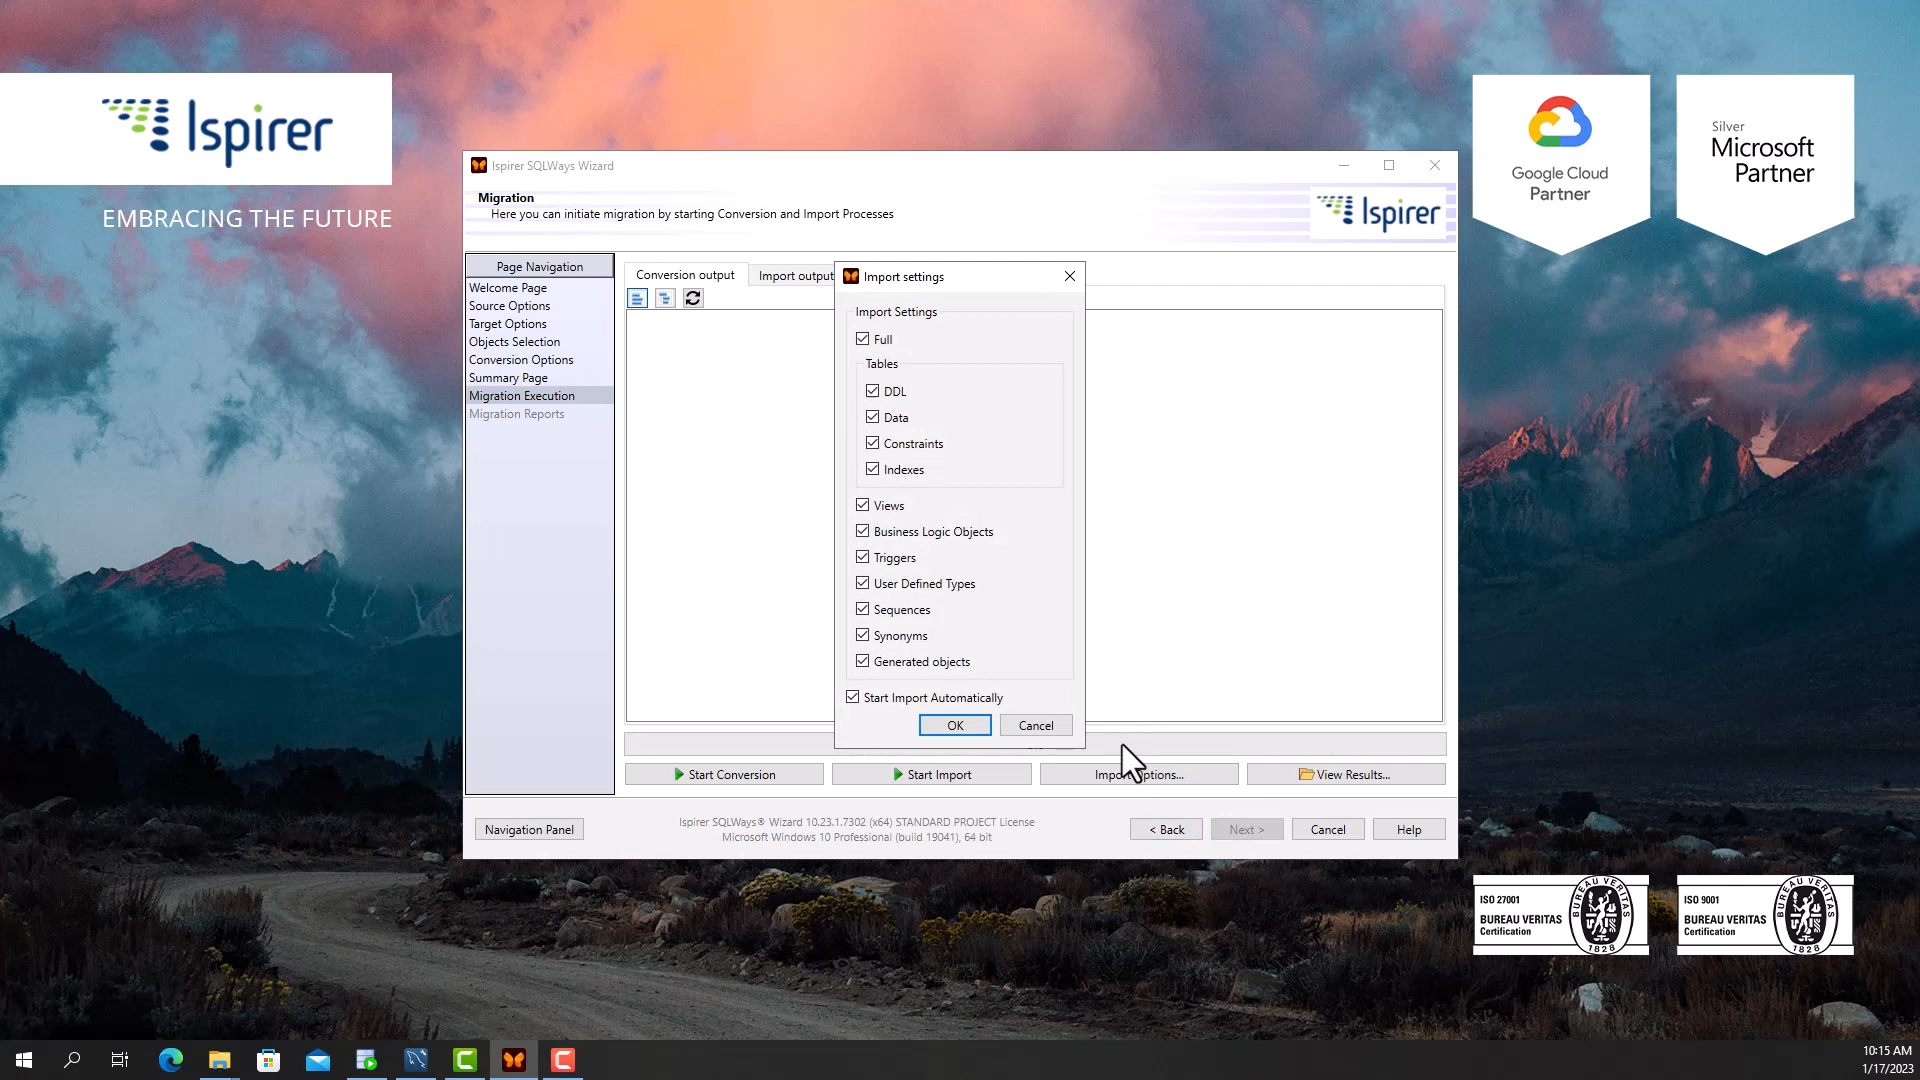 Ispirer
EMBRACING THE FUTURE
Google Cloud
Partner
Silver
Microsoft
Partner
Ispirer SQLWays Wizard
Migration
Here you can initiate migration by starting Conversion and Import Processes
Ispirer
Page Navigation
Welcome Page
Source Options
Target Options
Objects Selection
Conversion Options
Summary Page
Migration Execution
Migration Reports
Conversion output
Import output
Import settings
Import Settings
Full
Tables
DDL
Data
Constraints
Indexes
Views
Business Logic Objects
Triggers
User Defined Types
Sequences
Synonyms
Generated objects
Start Import Automatically
OK
Cancel
Start Conversion
Start Import
View Results...
Navigation Panel
Ispirer SQLWays® Wizard 10.23.1.7302 (x64) STANDARD PROJECT License
Microsoft Windows 10 Professional (build 19041), 64 bit
< Back
Next >
Cancel
Help
ISO 27001
BUREAU VERITAS
Certification
BUREAU VERITAS
1828
ISO 9001
BUREAU VERITAS
Certification
BUREAU VERITAS
1828
10:15 AM
1/17/2023